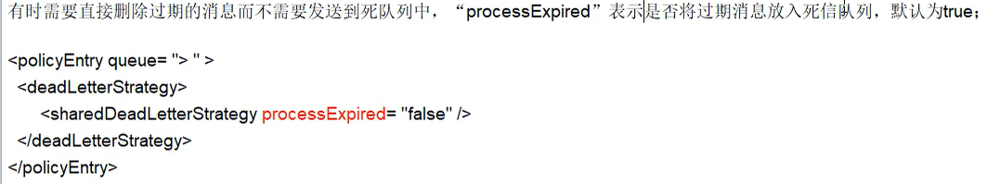 有时需要直接删除过期的消息而不需要发送到死队列中，“processExpired”表示是否将过期消息放入死信队列，默认为true；
<policyEntry queue= "> " >
<deadLetterStrategy>
<sharedDeadLetterStrategy processExpired= "false" />
</deadLetterStrategy>
</policyEntry>